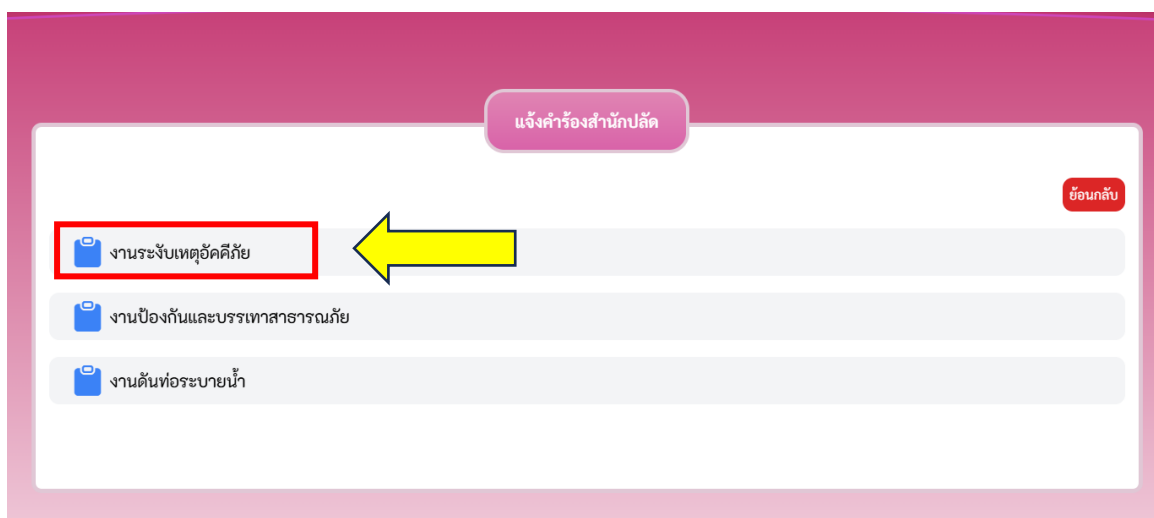 แจ้งคำร้องสำนักปลัด
ย้อนกลับ
งานระงับเหตุอัคคีภัย
งานป้องกันและบรรเทาสาธารณภัย
งานดันท่อระบายน้ำ